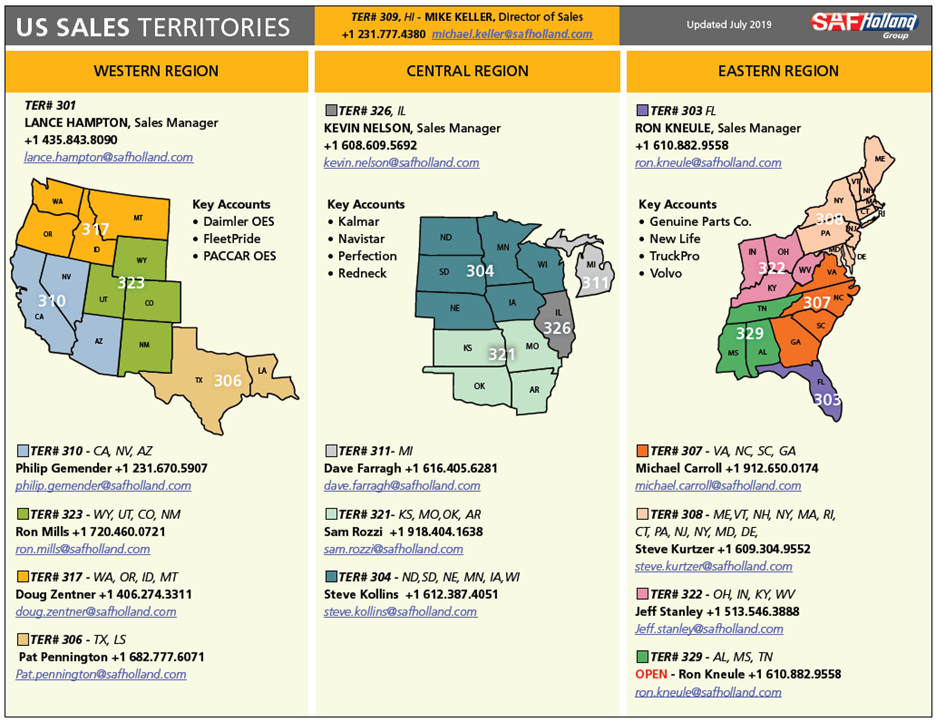 US SALES TERRITORIES
TER# 309, HI - MIKE KELLER, Director of Sales
+1 231.777.4380 michael.keller@safholland.com
Updated July 2019
SAF Holland
Group
WESTERN REGION
TER# 301
LANCE HAMPTON, Sales Manager
+1 435.843.8090
lance.hampton@safholland.com
Key Accounts
• Daimler OES
• FleetPride
• PACCAR OES
WA
MT
OR
317
ID
WY
NV
323
310
UT
CO
CA
AZ
NM
TX
306
LA
TER# 310 - CA, NV, AZ
Philip Gemender +1 231.670.5907
philip.gemender@safholland.com
TER# 323 - WY, UT, CO, NM
Ron Mills +1 720.460.0721
ron.mills@safholland.com
TER# 317 - WA, OR, ID, MT
Doug Zentner +1 406.274.3311
doug.zentner@safholland.com
TER# 306 - TX, LS
Pat Pennington +1 682.777.6071
Pat.pennington@safholland.com
CENTRAL REGION
TER# 326, IL
KEVIN NELSON, Sales Manager
+1 608.609.5692
kevin.nelson@safholland.com
Key Accounts
• Kalmar
• Navistar
• Perfection
• Redneck
ND
MN
SD
304
WI
MI
311
NE
IA
IL
326
KS
321
MO
OK
AR
TER# 311- MI
Dave Farragh +1 616.405.6281
dave.farragh@safholland.com
TER# 321- KS, MO,OK, AR
Sam Rozzi +1 918.404.1638
sam.rozzi@safholland.com
TER# 304 - ND,SD, NE, MN, IA,WI
Steve Kollins +1 612.387.4051
steve.kollins@safholland.com
EASTERN REGION
TER# 303 FL
RON KNEULE, Sales Manager
+1 610.882.9558
ron.kneule@safholland.com
Key Accounts
• Genuine Parts Co.
• New Life
• TruckPro
• Volvo
ME
VT
NH
NY
MA
CT
RI
308
PA
NJ
MD
DE
IN
OH
322
WV
KY
VA
307
NC
TN
329
SC
MS
AL
GA
FL
303
TER# 307 - VA, NC, SC, GA
Michael Carroll +1 912.650.0174
michael.carroll@safholland.com
TER# 308 - ME,VT, NH, NY, MA, RI,
CT, PA, NJ, NY, MD, DE,
Steve Kurtzer +1 609.304.9552
steve.kurtzer@safholland.com
TER# 322 - OH, IN, KY, WV
Jeff Stanley +1 513.546.3888
Jeff.stanley@safholland.com
TER# 329 - AL, MS, TN
OPEN - Ron Kneule +1 610.882.9558
ron.kneule@safholland.com